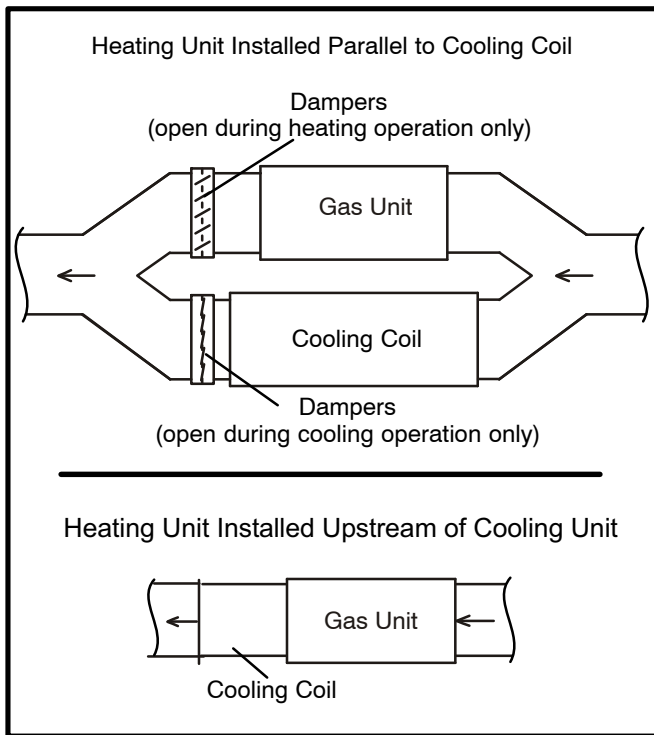 Heating Unit Installed Parallel to Cooling Coil
Dampers
(open during heating operation only)
Gas Unit
Cooling Coil
Dampers
(open during cooling operation only)
Heating Unit Installed Upstream of Cooling Unit
Gas Unit
Cooling Coil